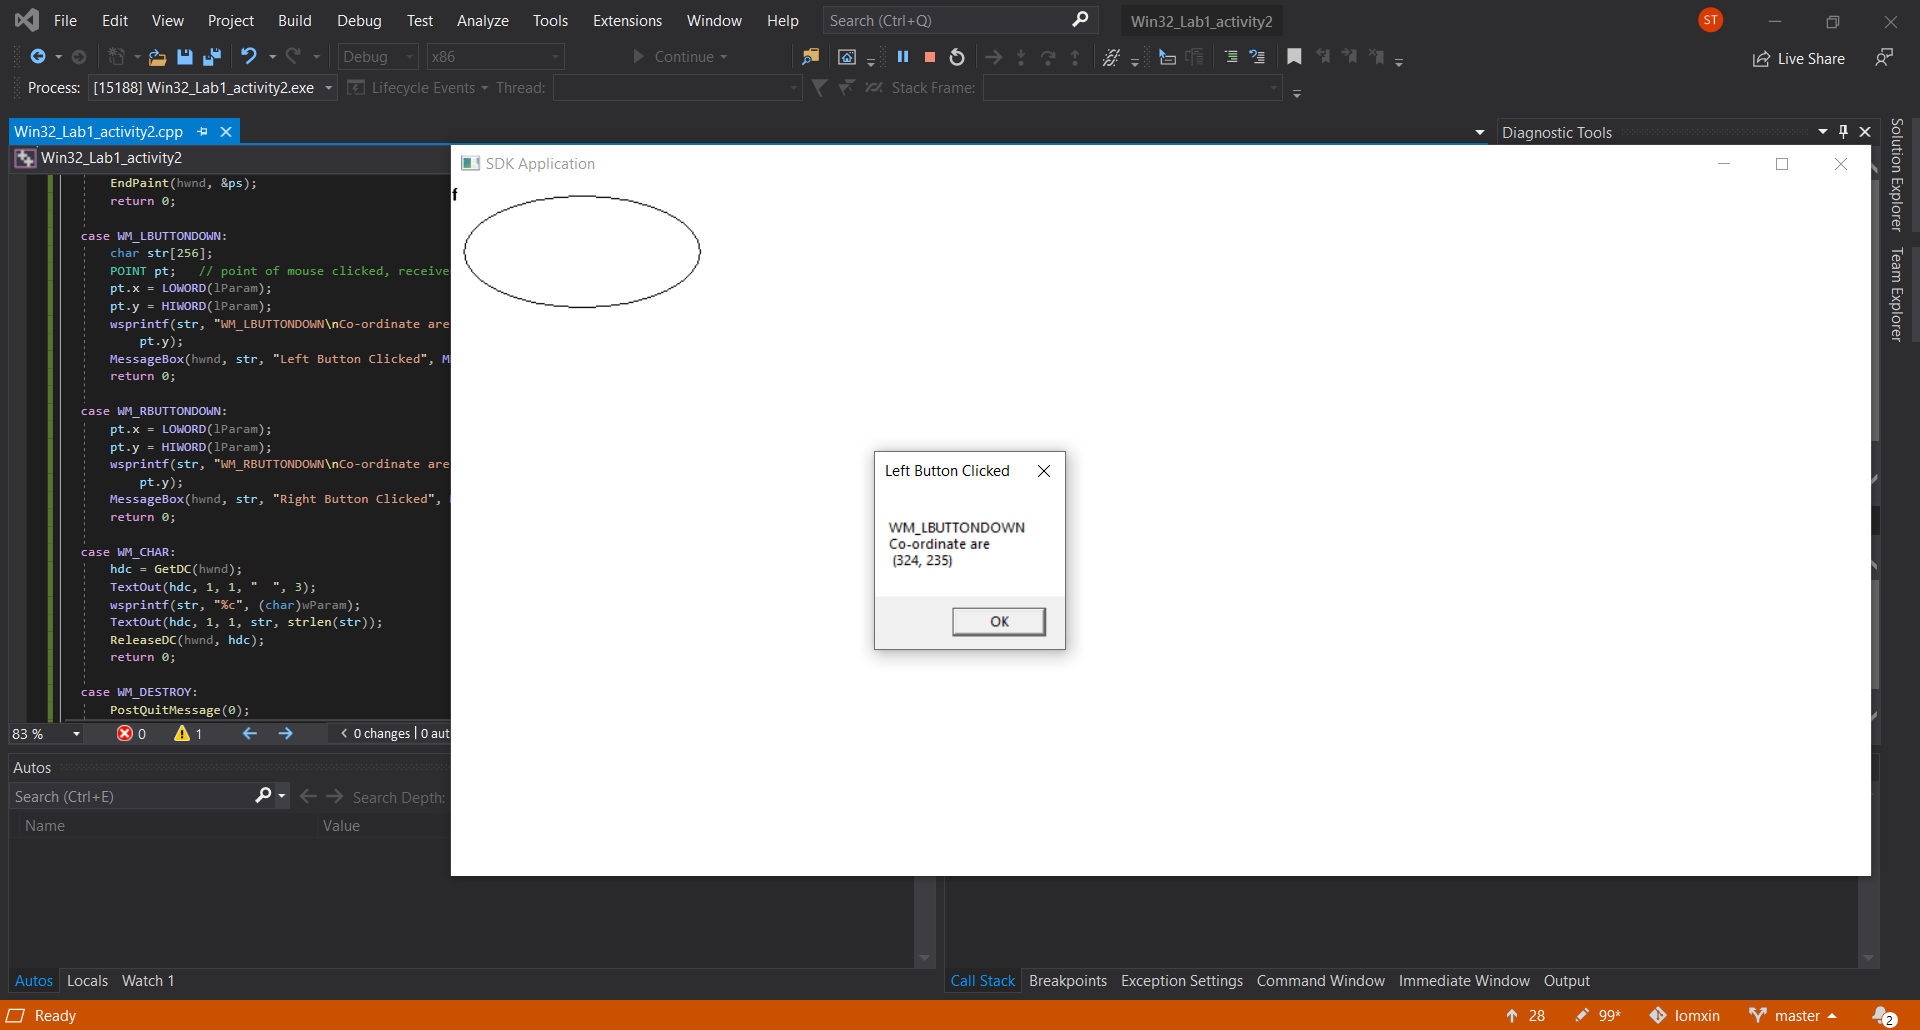 File Edit View Project Build Debug Test Analyze Tools Extensions Window Help Search (Ctrl+Q) Win32_Lab1_activity2 ST
Debug x86 Continue Live Share
Process: [15188] Win32_Lab1_activity2.exe Lifecycle Events Thread: Stack Frame:
Win32_Lab1_activity2.cpp Diagnostic Tools
Win32_Lab1_activity2
SDK Application
f
EndPaint(hwnd, &ps);
return 0;
case WM_LBUTTONDOWN:
char str[256];
POINT pt; // point of mouse clicked, receive
pt.x = LOWORD(lParam);
pt.y = HIWORD(lParam);
wsprintf(str, "WM_LBUTTONDOWN\nCo-ordinate are
pt.y);
MessageBox(hwnd, str, "Left Button Clicked", M
return 0;
case WM_RBUTTONDOWN:
pt.x = LOWORD(lParam);
pt.y = HIWORD(lParam);
wsprintf(str, "WM_RBUTTONDOWN\nCo-ordinate are
pt.y);
MessageBox(hwnd, str, "Right Button Clicked",
return 0;
case WM_CHAR:
hdc = GetDC(hwnd);
TextOut(hdc, 1, 1, "  ", 3);
wsprintf(str, "%c", (char)wParam);
TextOut(hdc, 1, 1, str, strlen(str));
ReleaseDC(hwnd, hdc);
return 0;
case WM_DESTROY:
PostQuitMessage(0);
Left Button Clicked
WM_LBUTTONDOWN
Co-ordinate are
(324, 235)
OK
Solution Explorer
Team Explorer
83 % 0 1 0 changes | 0 aut
Autos
Search (Ctrl+E) Search Depth:
Name Value
Autos Locals Watch 1
Call Stack Breakpoints Exception Settings Command Window Immediate Window Output
Ready 28 99* lomxin master 2